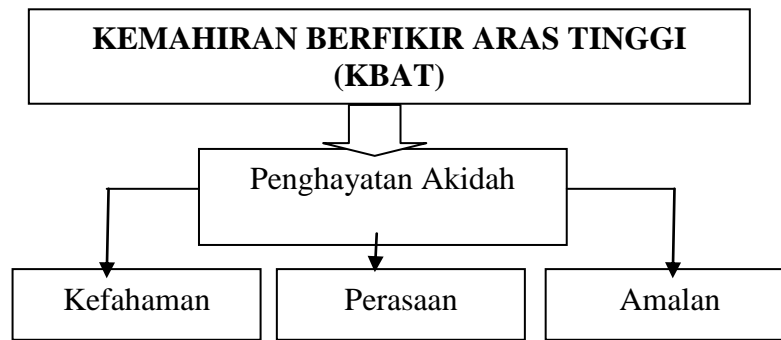 KEMAHIRAN BERFIKIR ARAS TINGGI
(KBAT)
Penghayatan Akidah
Kefahaman
Perasaan
Amalan